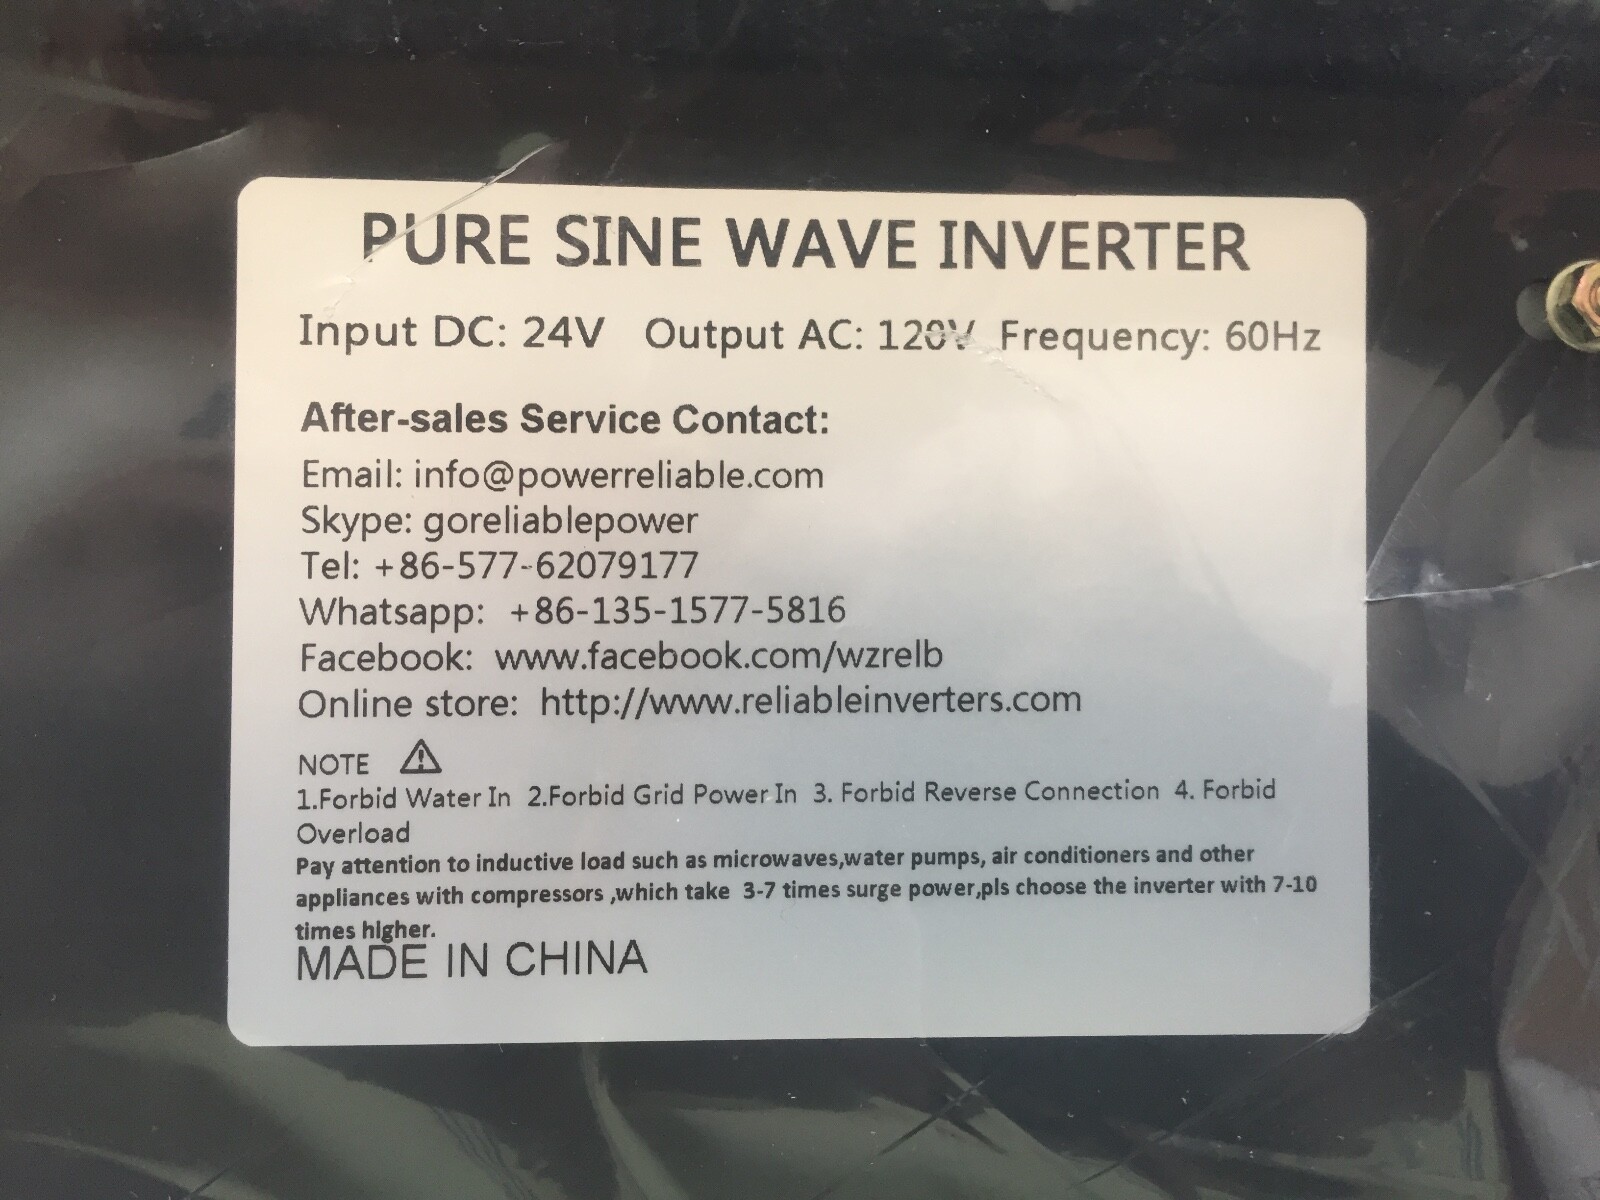 PURE SINE WAVE INVERTER
Input DC: 24V Output AC: 120V Frequency: 60Hz
After-sales Service Contact:
Email: info@powerreliable.com
Skype: goreliablepower
Tel: +86-577-62079177
Whatsapp: +86-135-1577-5816
Facebook: www.facebook.com/wzrelb
Online store: http://www.reliableinverters.com
NOTE
1.Forbid Water In 2.Forbid Grid Power In 3. Forbid Reverse Connection 4. Forbid
Overload
Pay attention to inductive load such as microwaves,water pumps, air conditioners and other
appliances with compressors ,which take 3-7 times surge power,pls choose the inverter with 7-10
times higher.
MADE IN CHINA